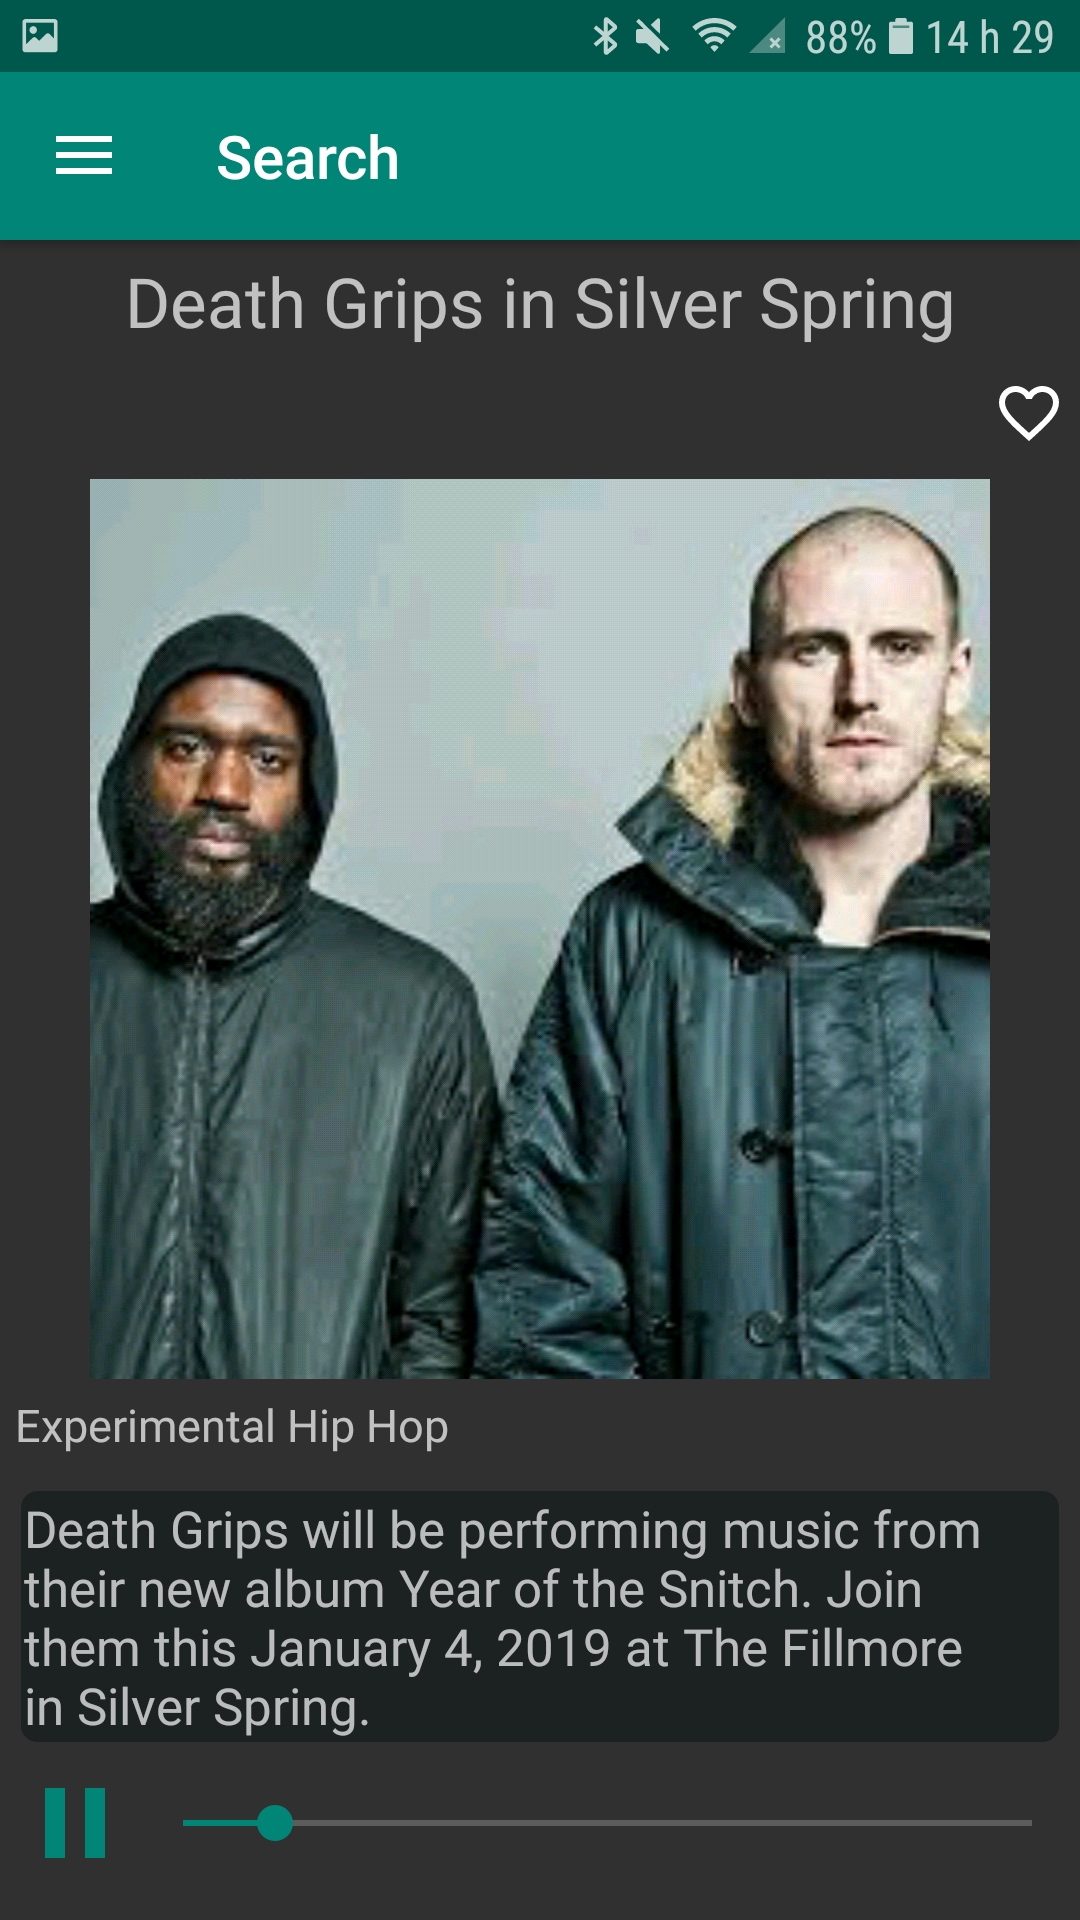 88% 14 h 29
Search
Death Grips in Silver Spring
Experimental Hip Hop
Death Grips will be performing music from
their new album Year of the Snitch. Join
them this January 4, 2019 at The Fillmore
in Silver Spring.